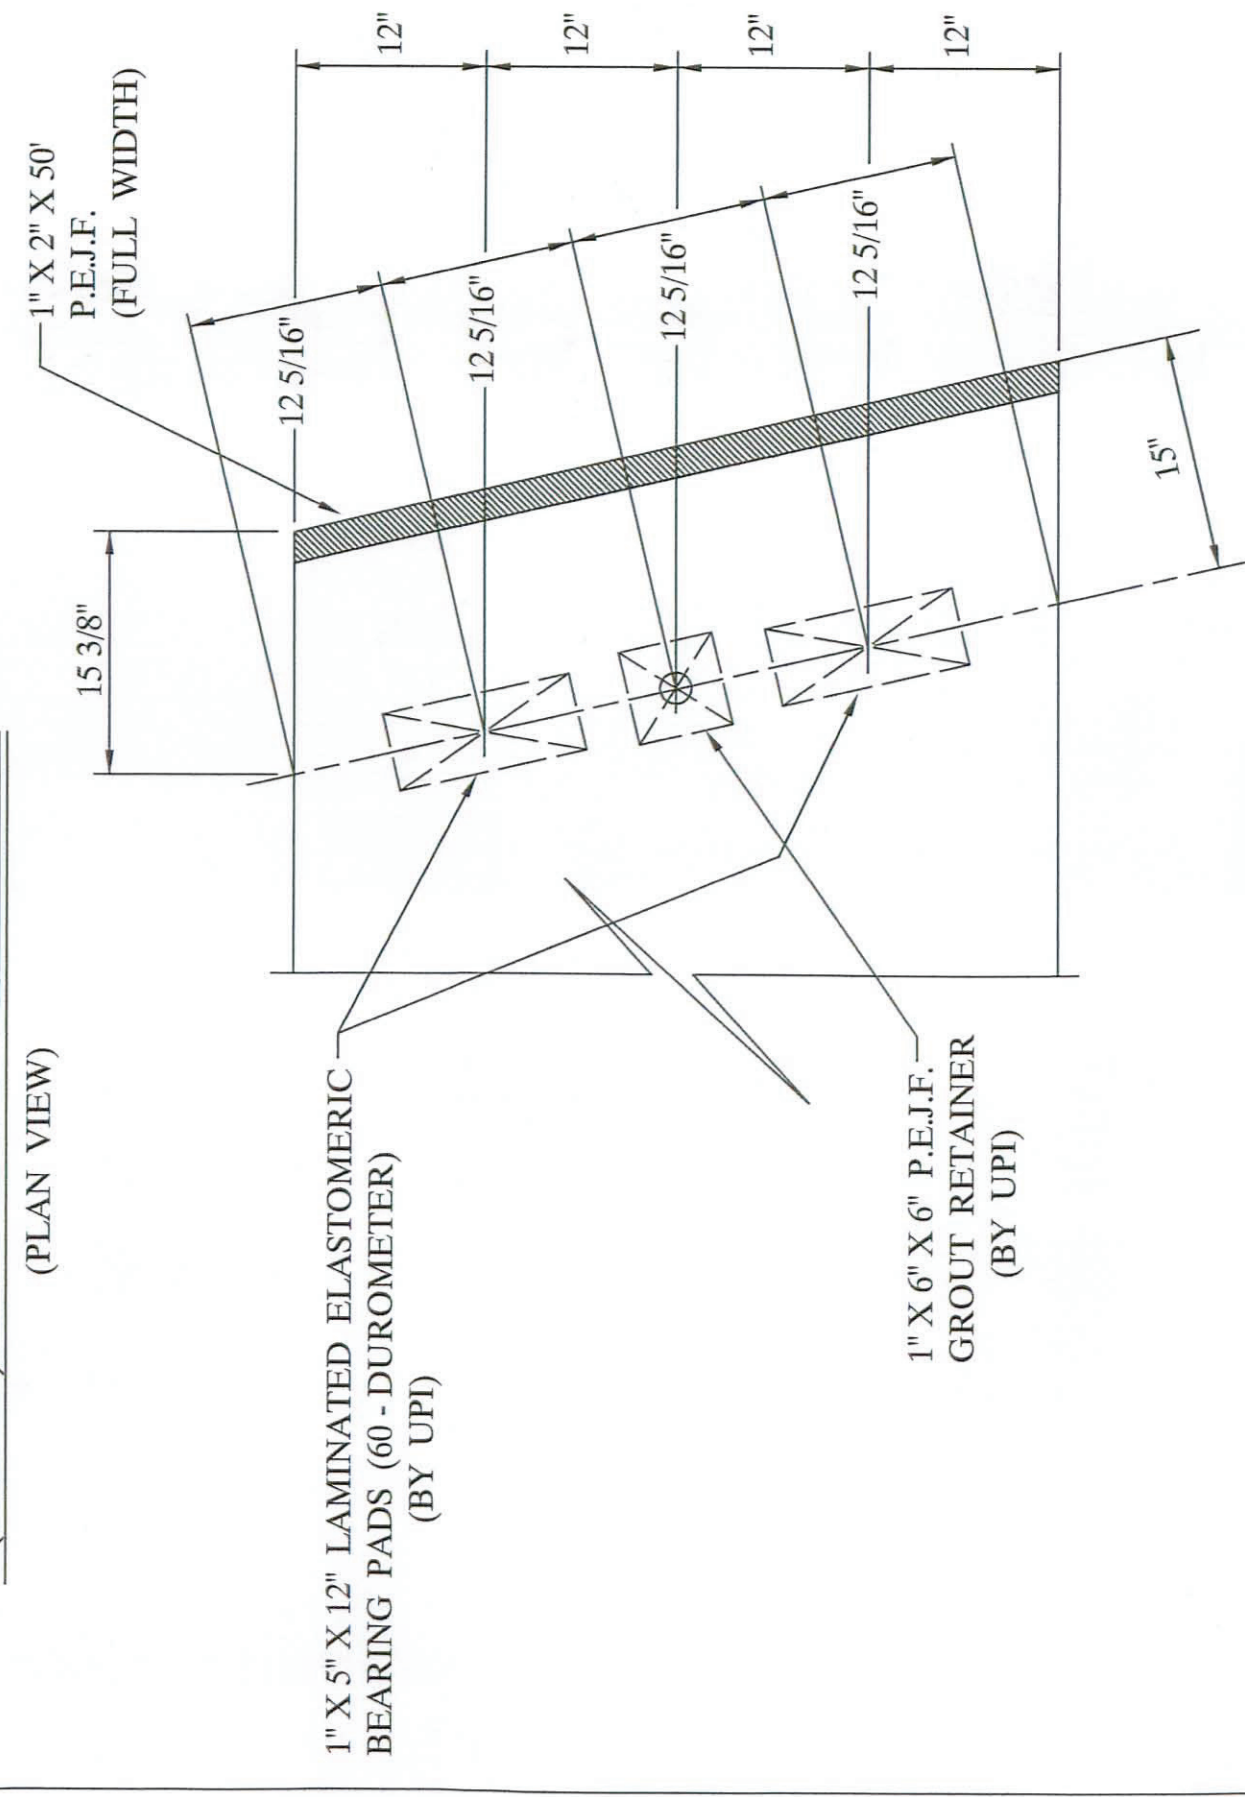 (PLAN VIEW)
1" X 2" X 50'
P.E.J.F.
(FULL WIDTH)
15 3/8"
12"
12"
12"
12"
12 5/16"
12 5/16"
12 5/16"
12 5/16"
15"
1" X 5" X 12" LAMINATED ELASTOMERIC
BEARING PADS (60 - DUROMETER)
(BY UPI)
1" X 6" X 6" P.E.J.F.
GROUT RETAINER
(BY UPI)